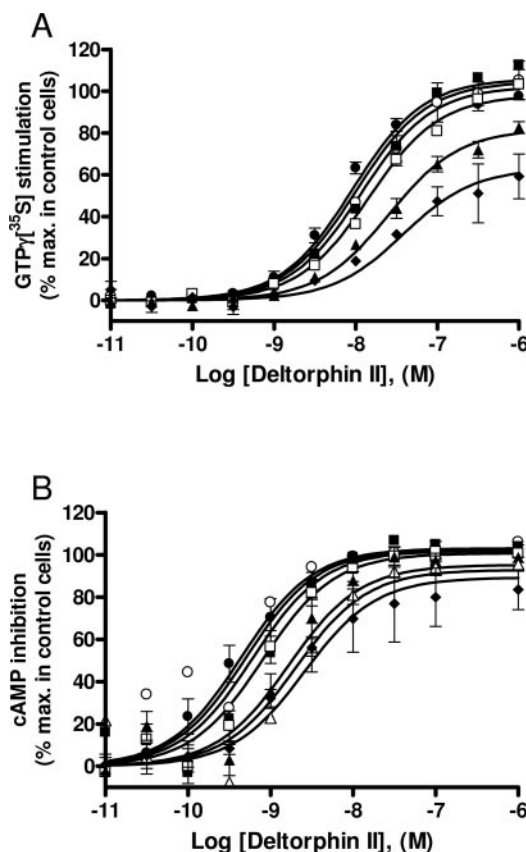 A
120
100
80
60
40
20
0
GTPγ[³⁵S] stimulation
(% max. in control cells)
-11 -10 -9 -8 -7 -6
Log [Deltorphin II], (M)
B
120
100
80
60
40
20
0
cAMP inhibition
(% max. in control cells)
-11 -10 -9 -8 -7 -6
Log [Deltorphin II], (M)